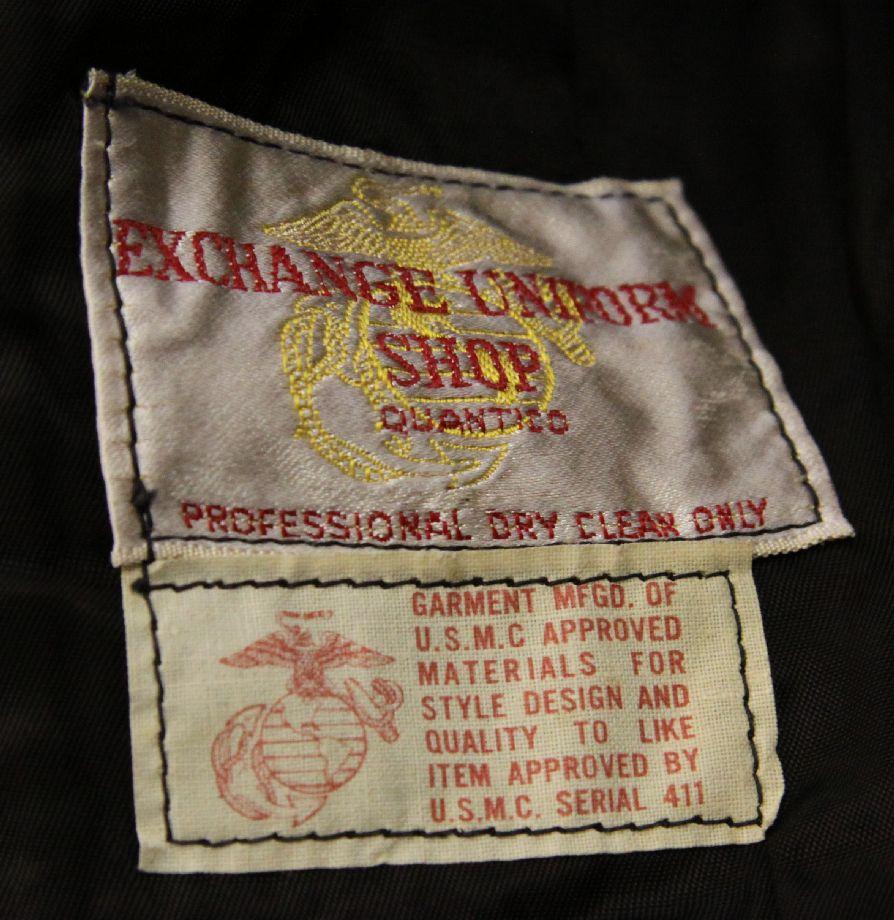 EXCHANGE UNIFORM
SHOP
QUANTICO
PROFESSIONAL DRY CLEAN ONLY
GARMENT MFGD. OF
U.S.M.C APPROVED
MATERIALS FOR
STYLE DESIGN AND
QUALITY TO LIKE
ITEM APPROVED BY
U.S.M.C. SERIAL 411